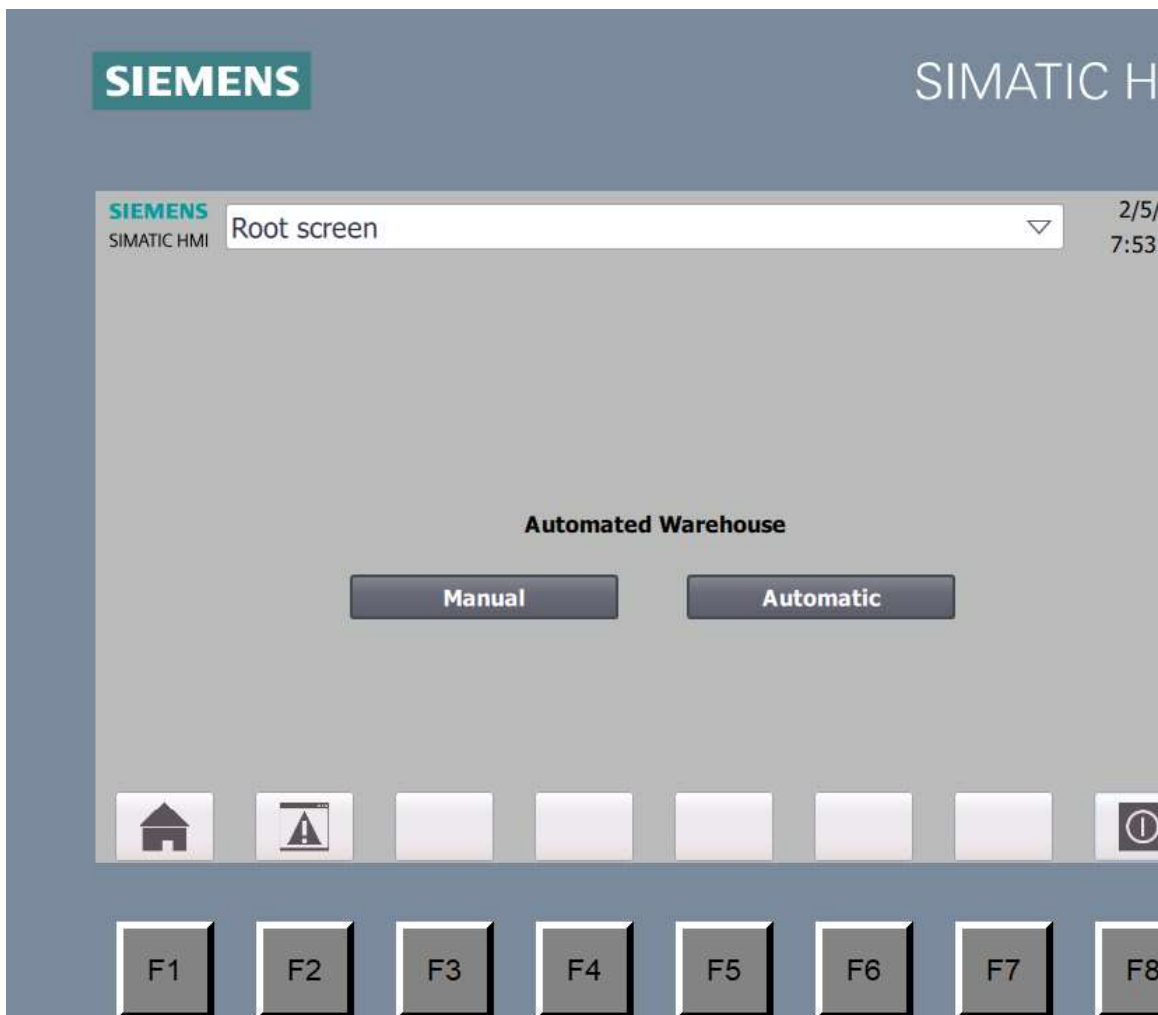 SIEMENS
SIMATIC H
SIEMENS
SIMATIC HMI
Root screen
2/5/
7:53
Automated Warehouse
Manual
Automatic
F1
F2
F3
F4
F5
F6
F7
F8